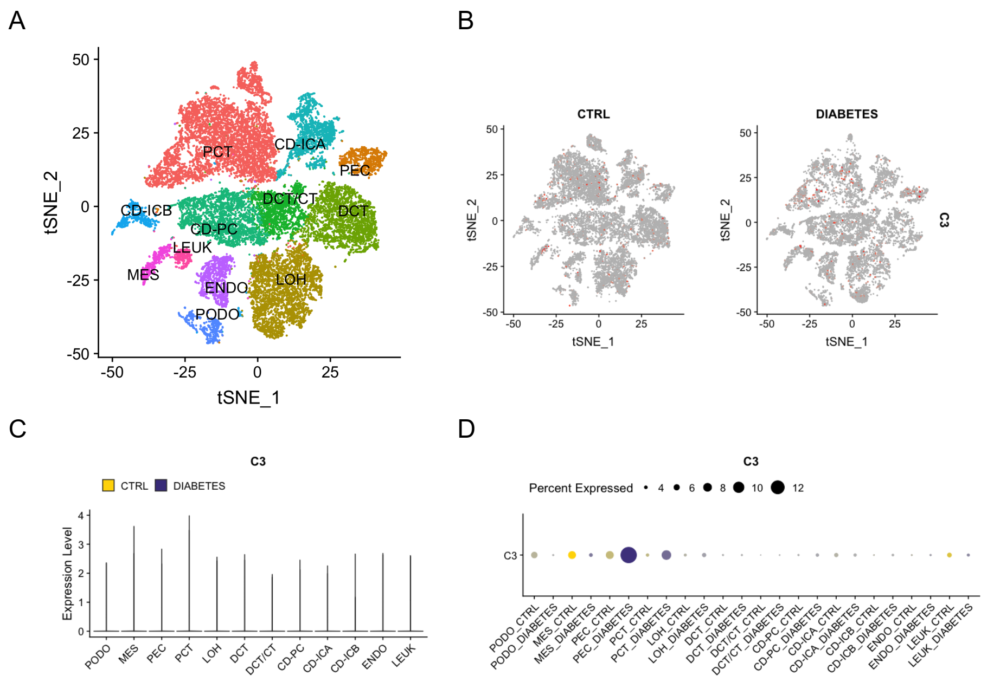 A
50
25
0
-25
-50
tSNE_2
PCT
CD-ICA
PEC
DCT/CT
DCT
CD-ICB
CD-PC
LEUK
MES
ENDO
LOH
PODO
-50
-25
0
25
tSNE_1
B
CTRL
DIABETES
50
25
0
-25
-50
tSNE_2
-50
-25
0
25
tSNE_1
50
25
0
-25
-50
tSNE_2
-50
-25
0
25
tSNE_1
C3
C
C3
CTRL
DIABETES
Expression Level
4
3
2
1
0
PODO
MES
PEC
PCT
LOH
DCT
DCT/CT
CD-PC
CD-ICA
CD-ICB
ENDO
LEUK
D
C3
Percent Expressed 4 6 8 10 12
C3
PODO_CTRL
PODO_DIABETES
MES_CTRL
MES_DIABETES
PEC_CTRL
PEC_DIABETES
PCT_CTRL
PCT_DIABETES
LOH_CTRL
LOH_DIABETES
DCT_CTRL
DCT_DIABETES
DCT/CT_CTRL
DCT/CT_DIABETES
CD-PC_CTRL
CD-PC_DIABETES
CD-ICA_CTRL
CD-ICA_DIABETES
CD-ICB_CTRL
CD-ICB_DIABETES
ENDO_CTRL
ENDO_DIABETES
LEUK_CTRL
LEUK_DIABETES